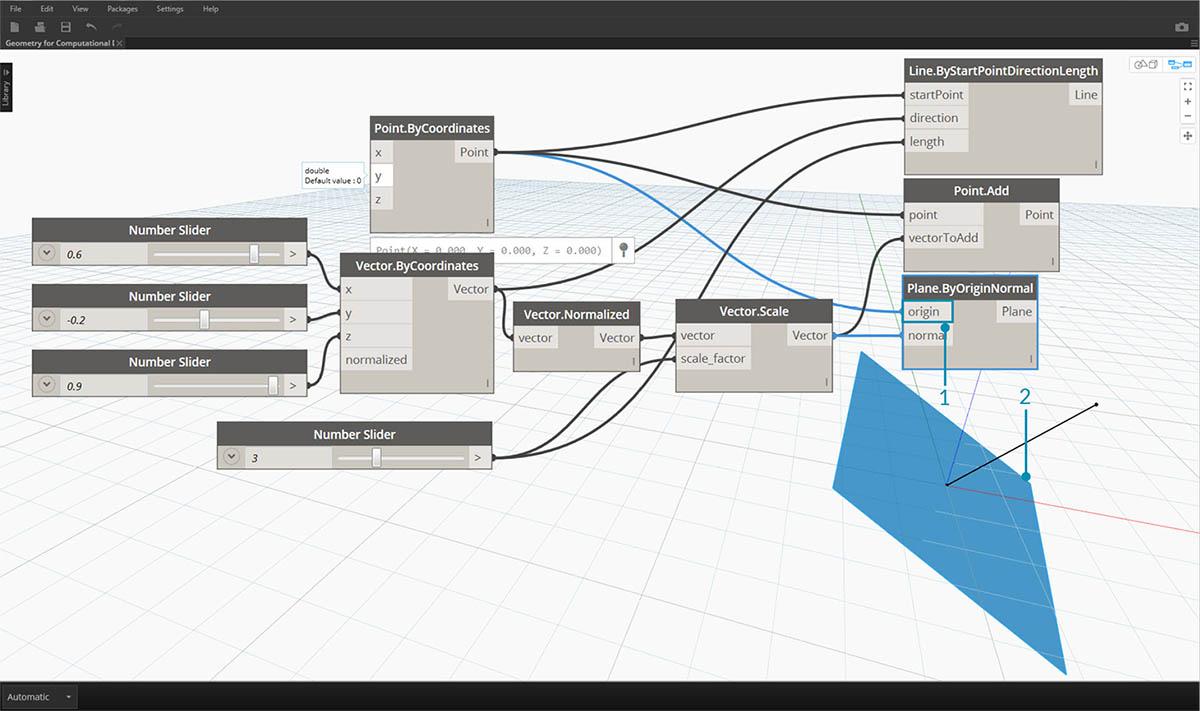 File Edit View Packages Settings Help
Geometry for Computational
Library
Line.ByStartPointDirectionLength
startPoint Line
direction
length
Point.ByCoordinates
x Point
y
z
double
Default value : 0
Point(X = 0.000, Y = 0.000, Z = 0.000)
Point.Add
point Point
vectorToAdd
Number Slider
0.6 >
Number Slider
-0.2 >
Number Slider
0.9 >
Vector.ByCoordinates
x Vector
y
z
normalized
Plane.ByOriginNormal
origin Plane
norma
Vector.Normalized
vector Vector
Vector.Scale
vector Vector
scale_factor
1
2
Number Slider
3 >
Automatic